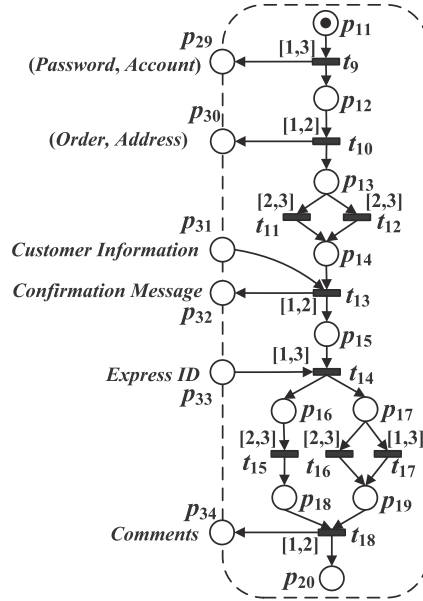 p11
p29 [1,3]
(Password, Account) t9
p30 p12
[1,2]
(Order, Address) t10
p13
[2,3] [2,3]
p31 t11 t12
Customer Information p14
Confirmation Message t13
p32 [1,2]
p15
[1,3]
Express ID t14
p33 p16 p17
[2,3] [2,3] [1,3]
t15 t16 t17
p34 p18 p19
Comments t18
[1,2]
p20